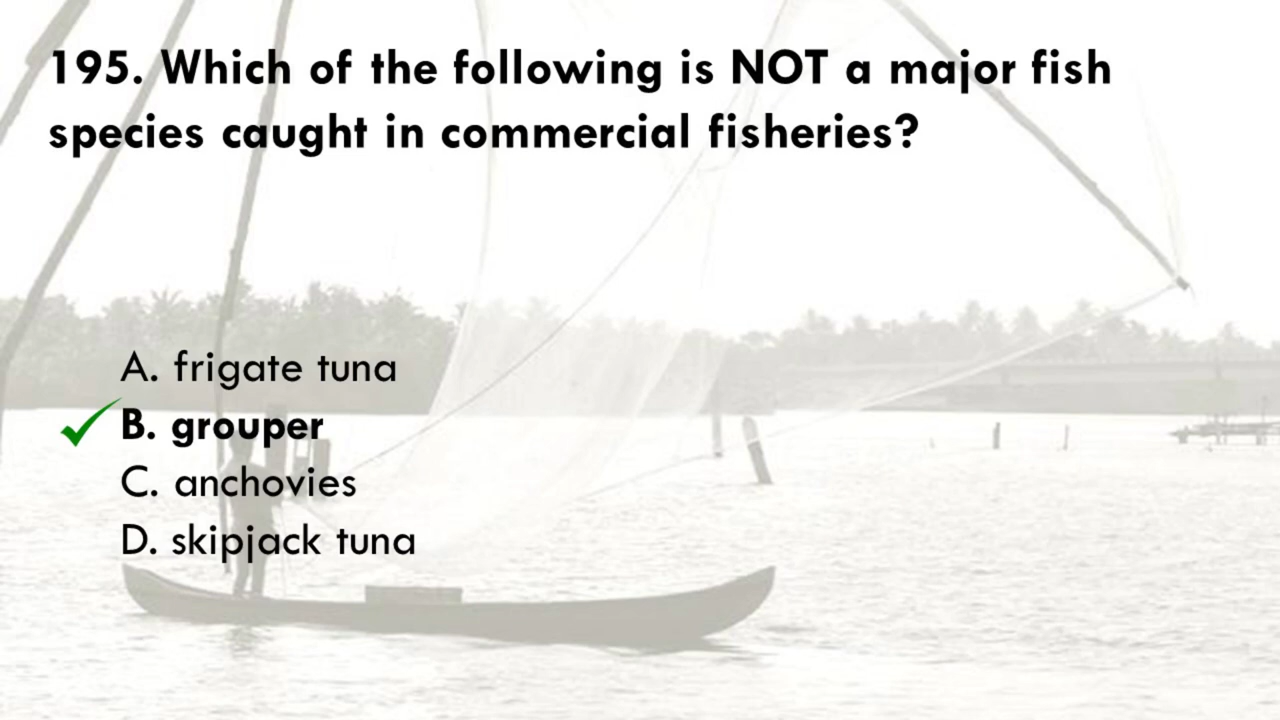 195. Which of the following is NOT a major fish
species caught in commercial fisheries?
A. frigate tuna
B. grouper
C. anchovies
D. skipjack tuna